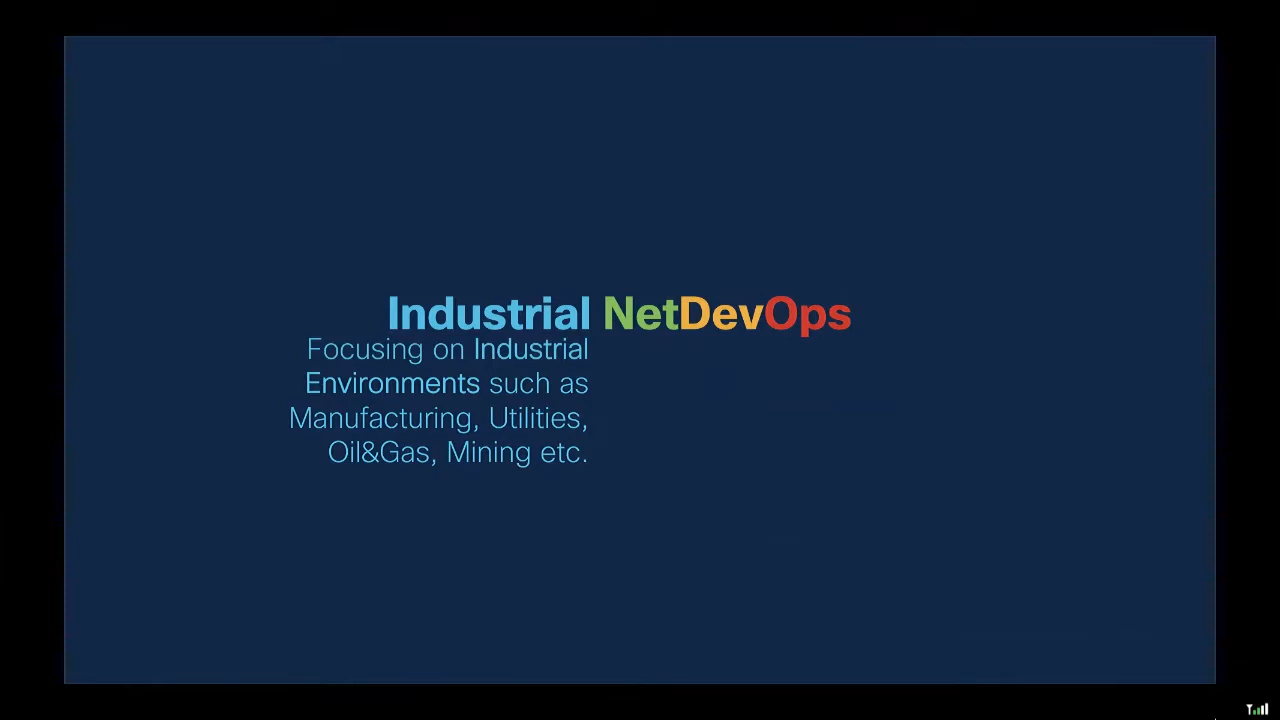 Industrial NetDevOps
Focusing on Industrial
Environments such as
Manufacturing, Utilities,
Oil&Gas, Mining etc.